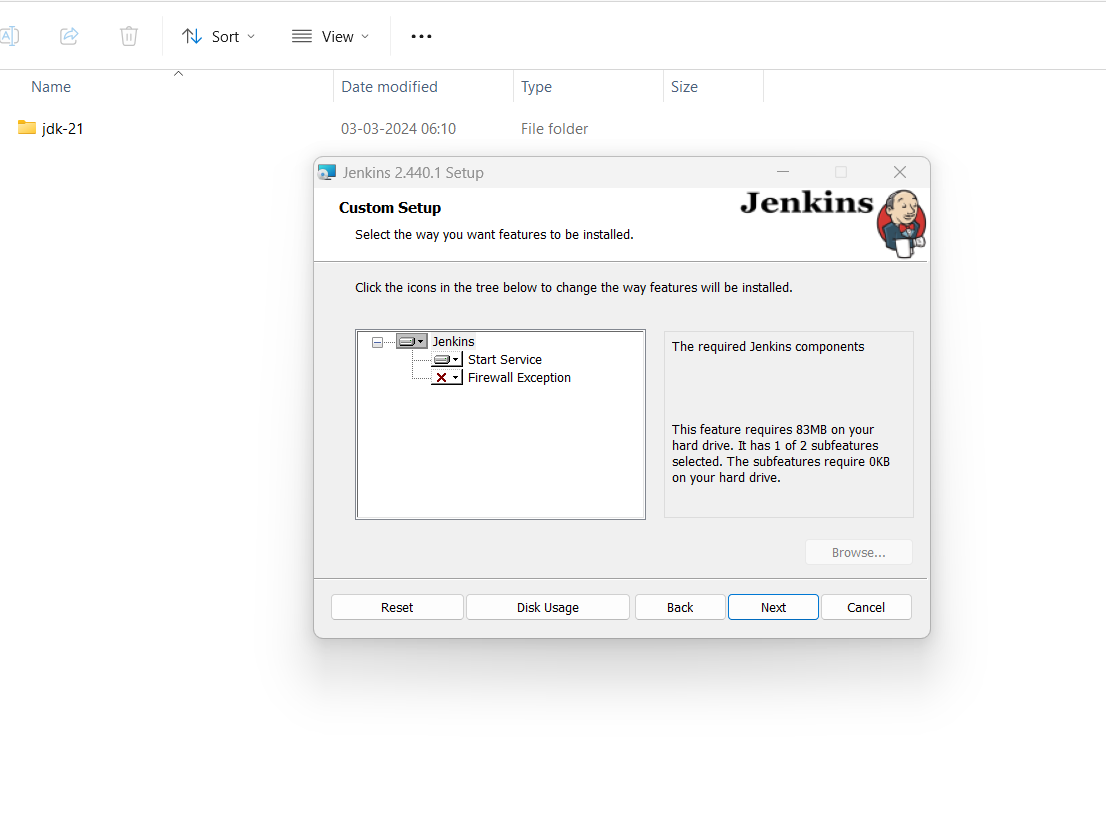 Sort
View
Name
Date modified
Type
Size
jdk-21
03-03-2024 06:10
File folder
Jenkins 2.440.1 Setup
Custom Setup
Jenkins
Select the way you want features to be installed.
Click the icons in the tree below to change the way features will be installed.
Jenkins
Start Service
Firewall Exception
The required Jenkins components
This feature requires 83MB on your
hard drive. It has 1 of 2 subfeatures
selected. The subfeatures require 0KB
on your hard drive.
Browse...
Reset
Disk Usage
Back
Next
Cancel